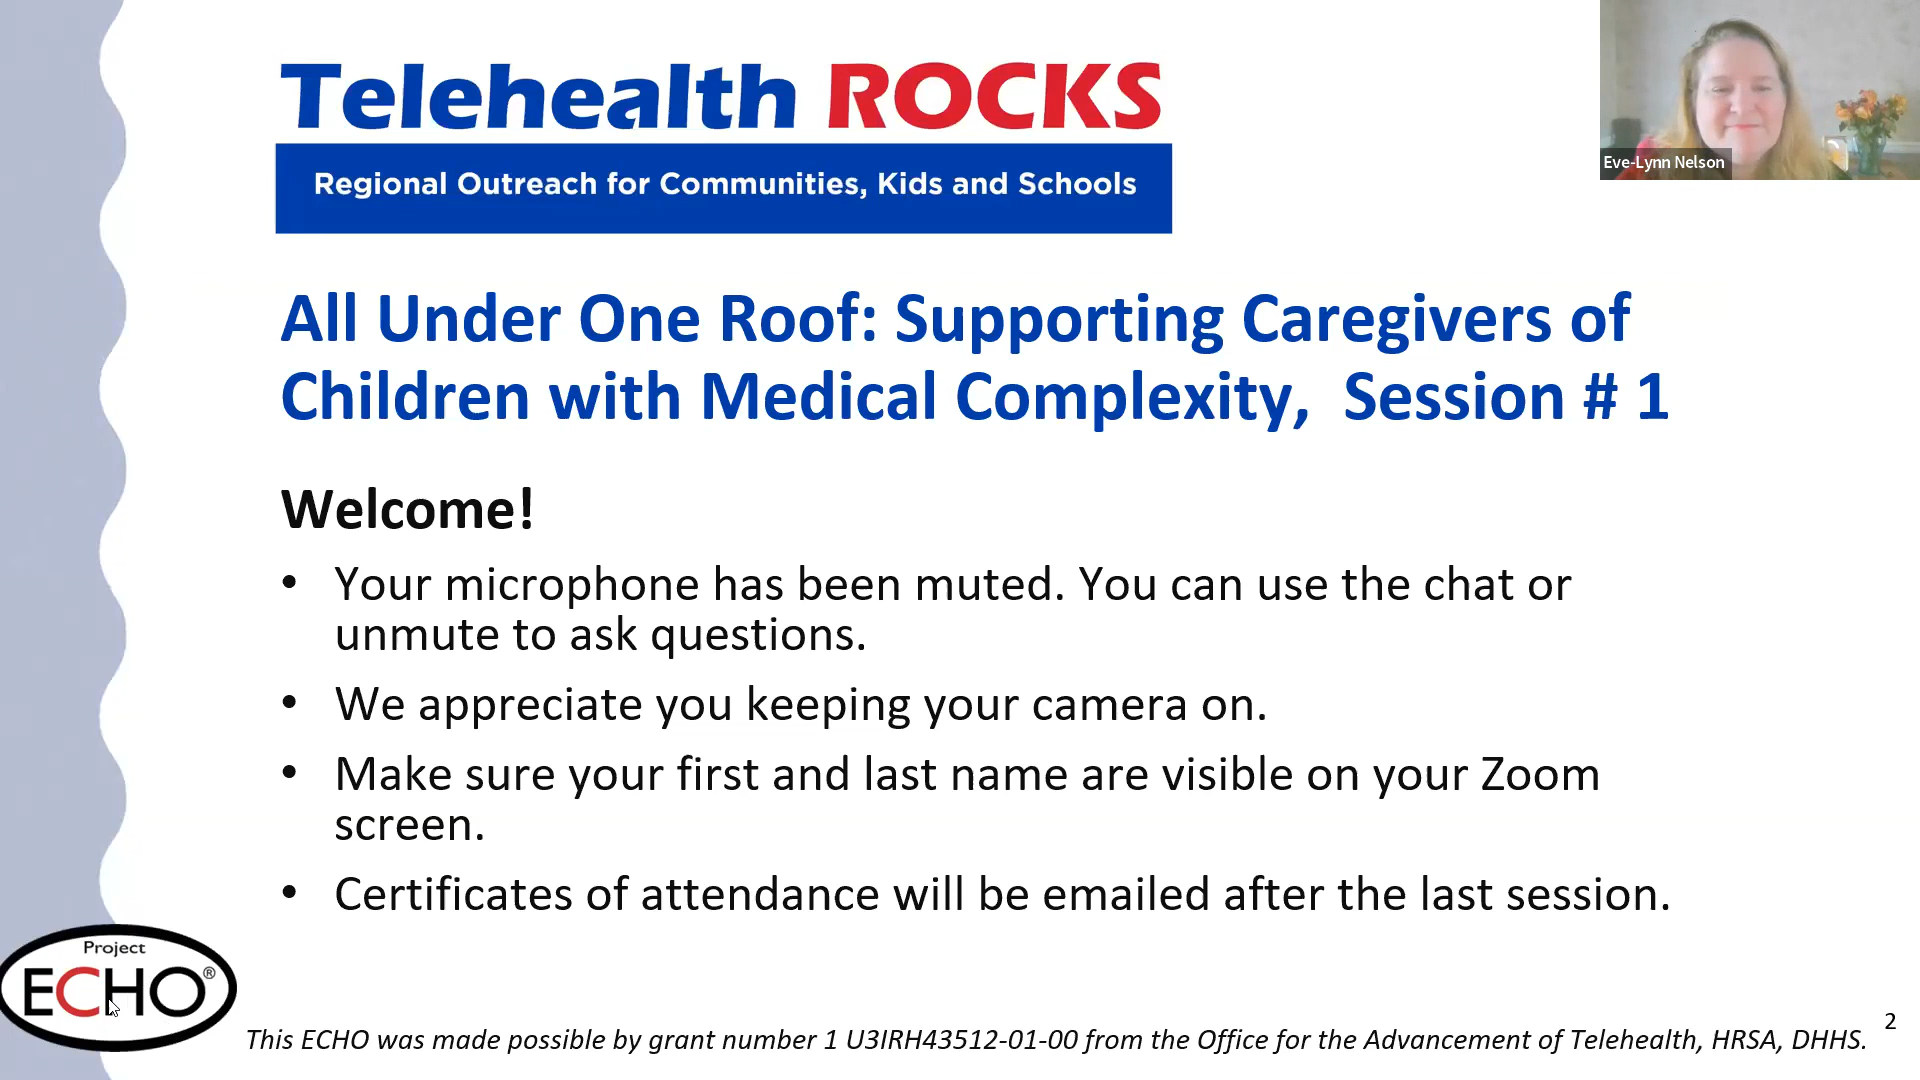 Telehealth ROCKS
Regional Outreach for Communities, Kids and Schools
Eve-Lynn Nelson
All Under One Roof: Supporting Caregivers of
Children with Medical Complexity, Session # 1
Welcome!
• Your microphone has been muted. You can use the chat or
unmute to ask questions.
• We appreciate you keeping your camera on.
• Make sure your first and last name are visible on your Zoom
screen.
• Certificates of attendance will be emailed after the last session.
Project
ECHO®
This ECHO was made possible by grant number 1 U3IRH43512-01-00 from the Office for the Advancement of Telehealth, HRSA, DHHS.
2